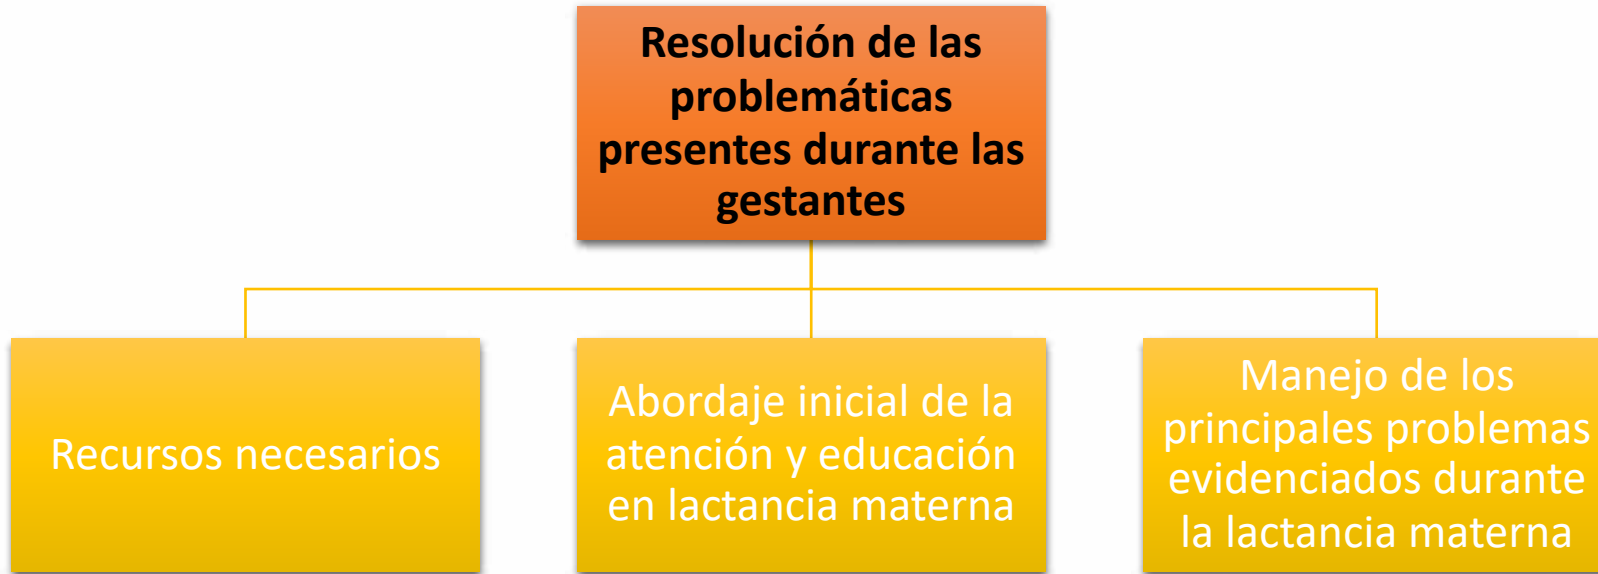 Resolución de las
problemáticas
presentes durante las
gestantes
Recursos necesarios
Abordaje inicial de la
atención y educación
en lactancia materna
Manejo de los
principales problemas
evidenciados durante
la lactancia materna